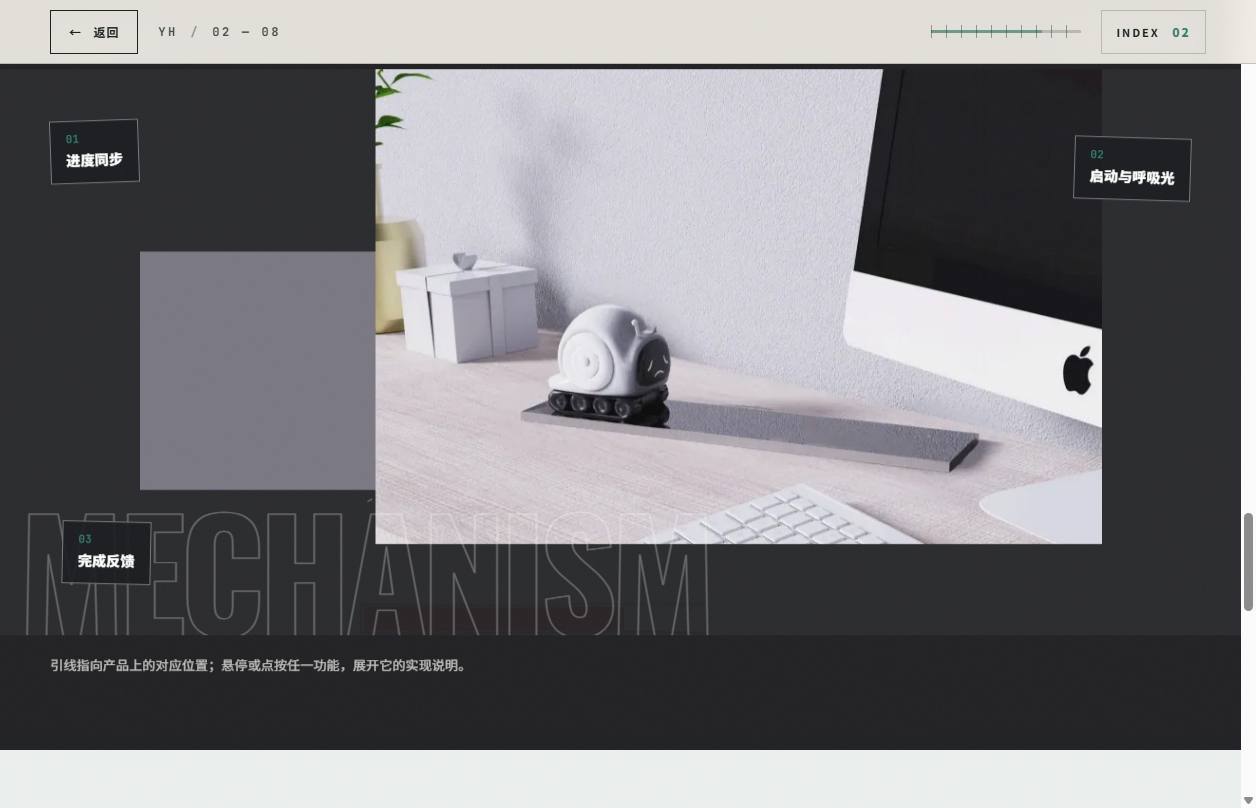 ← 返回
YH / 02 — 08
INDEX 02
01
进度同步
02
启动与呼吸光
03
完成反馈
MECHANISM
引线指向产品上的对应位置；悬停或点按任一功能，展开它的实现说明。